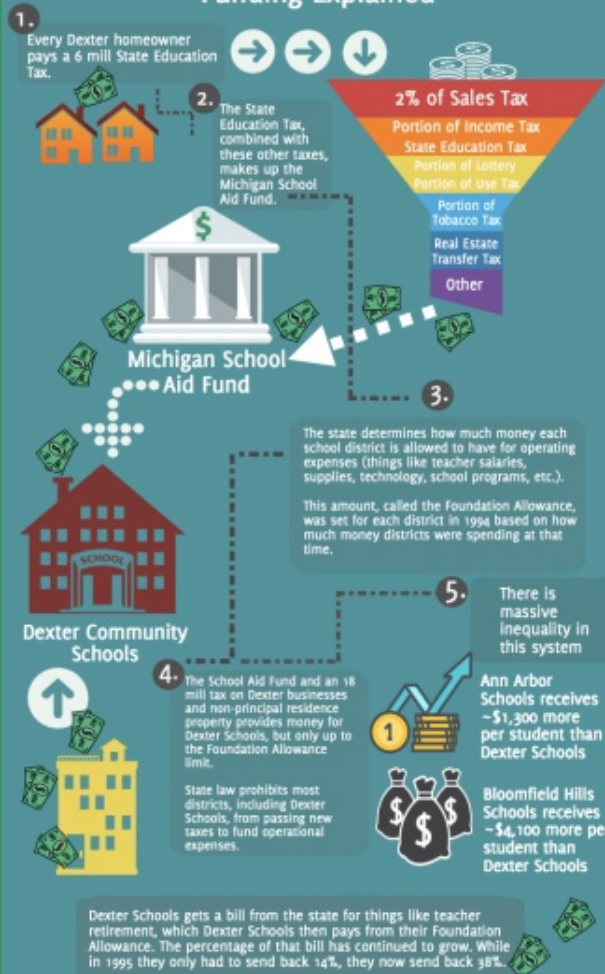 Funding Explained
1.
Every Dexter homeowner
pays a 6 mill State Education
Tax.
2.
The State
Education Tax,
combined with
these other taxes,
makes up the
Michigan School
Aid Fund.
2% of Sales Tax
Portion of Income Tax
State Education Tax
Portion of Lottery
Portion of Use Tax
Portion of
Tobacco Tax
Real Estate
Transfer Tax
Other
$
Michigan School
Aid Fund
3.
The state determines how much money each
school district is allowed to have for operating
expenses (things like teacher salaries,
supplies, technology, school programs, etc.).
This amount, called the Foundation Allowance,
was set for each district in 1994 based on how
much money districts were spending at that
time.
SCHOOL
Dexter Community
Schools
4.
The School Aid Fund and an 18
mill tax on Dexter businesses
and non-principal residence
property provides money for
Dexter Schools, but only up to
the Foundation Allowance
limit.
State law prohibits most
districts, including Dexter
Schools, from passing new
taxes to fund operational
expenses.
5.
There is
massive
inequality in
this system
1
Ann Arbor
Schools receives
~$1,300 more
per student than
Dexter Schools
$ $ $
Bloomfield Hills
Schools receives
~$4,100 more pe
student than
Dexter Schools
Dexter Schools gets a bill from the state for things like teacher
retirement, which Dexter Schools then pays from their Foundation
Allowance. The percentage of that bill has continued to grow. While
in 1995 they only had to send back 14%, they now send back 38%.